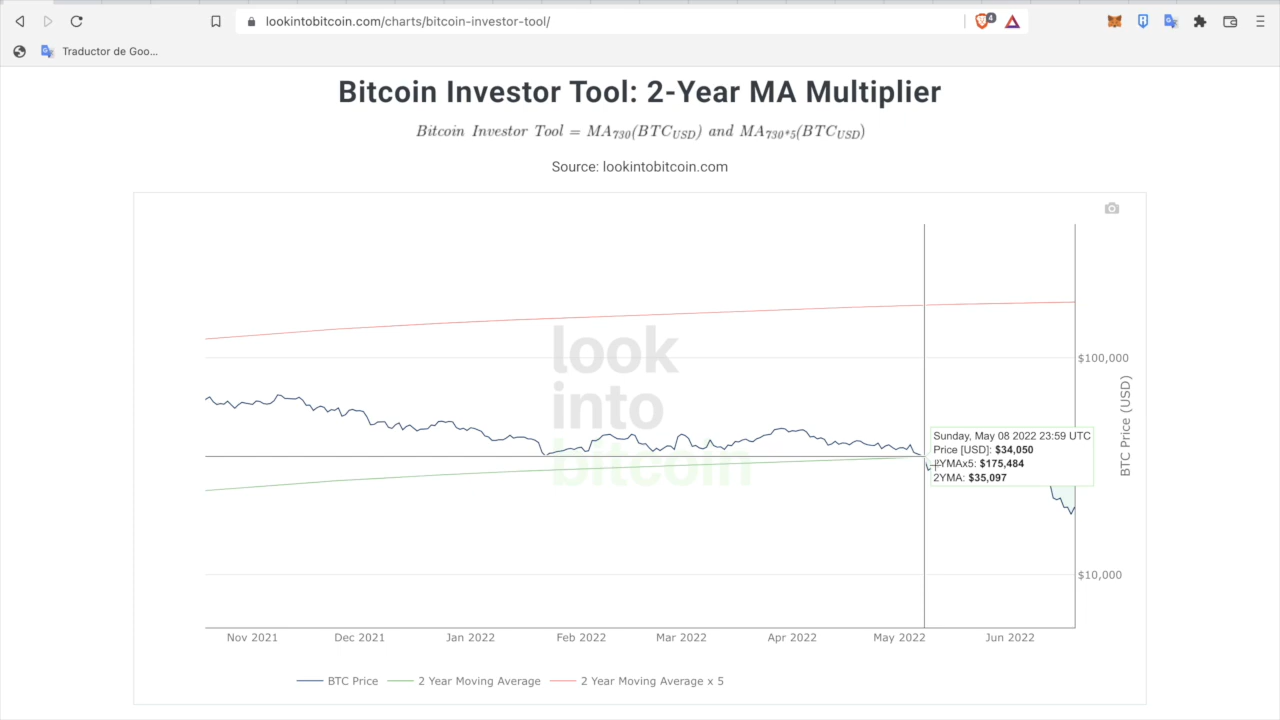 lookintobitcoin.com/charts/bitcoin-investor-tool/
4
Traductor de Goo...
Bitcoin Investor Tool: 2-Year MA Multiplier
Bitcoin Investor Tool = MA730(BTCUSD) and MA730*5(BTCUSD)
Source: lookintobitcoin.com
look
into
bitcoin
$100,000
BTC Price (USD)
Sunday, May 08 2022 23:59 UTC
Price [USD]: $34,050
2YMAx5: $175,484
2YMA: $35,097
$10,000
Nov 2021 Dec 2021 Jan 2022 Feb 2022 Mar 2022 Apr 2022 May 2022 Jun 2022
BTC Price 2 Year Moving Average 2 Year Moving Average x 5